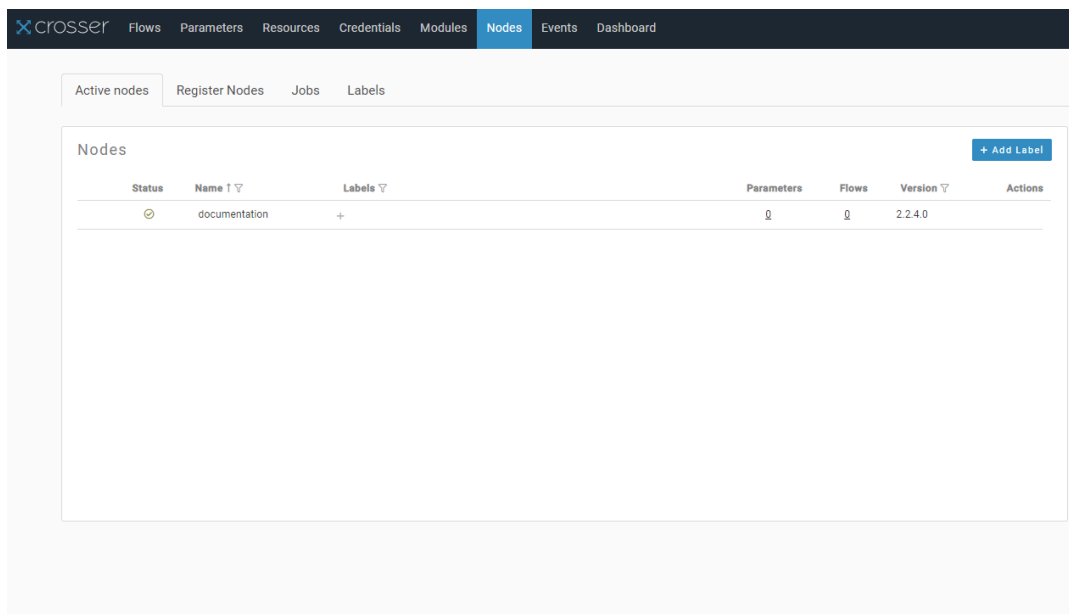 crosser Flows Parameters Resources Credentials Modules Nodes Events Dashboard
Active nodes Register Nodes Jobs Labels
Nodes + Add Label
Status Name ↑ Labels Parameters Flows Version Actions
documentation + 0 0 2.2.4.0